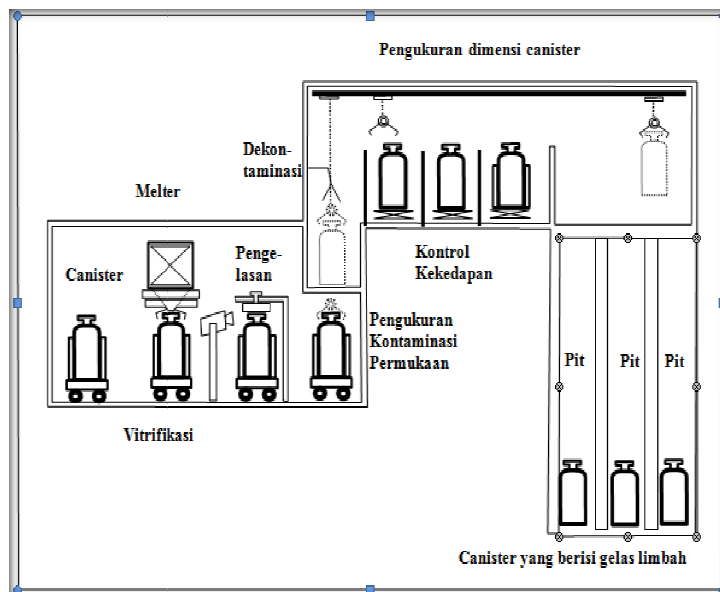 Pengukuran dimensi canister
Dekon-
taminasi
Melter
Canister
Penge-
lasan
Kontrol
Kekedapan
Pengukuran
Kontaminasi
Permukaan
Pit
Pit
Pit
Vitrifikasi
Canister yang berisi gelas limbah